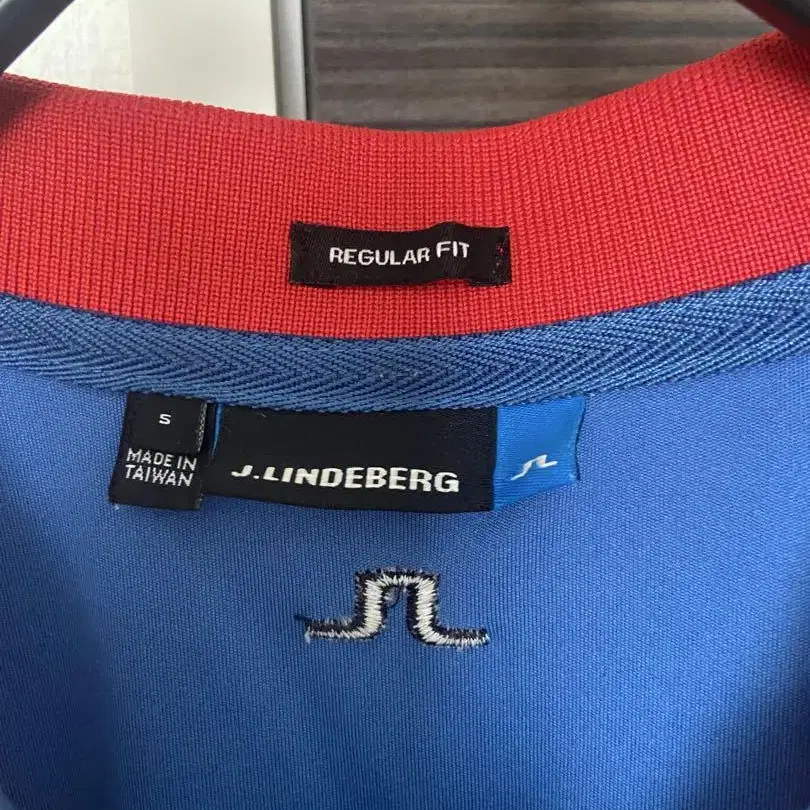 REGULAR FIT
S
MADE IN
TAIWAN
J.LINDEBERG